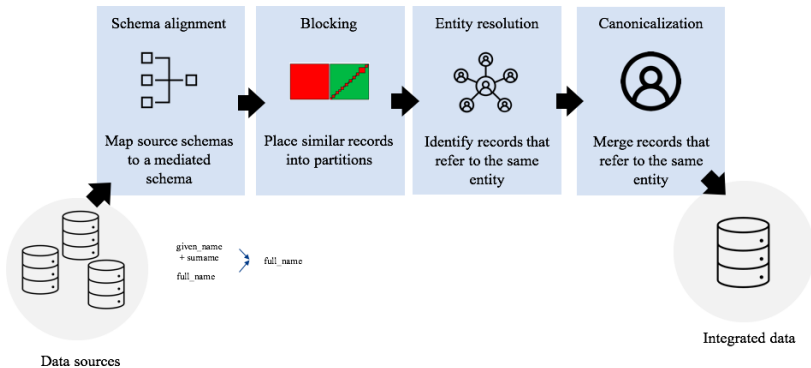 Schema alignment
Blocking
Entity resolution
Canonicalization
Map source schemas
to a mediated
schema
Place similar records
into partitions
Identify records that
refer to the same
entity
Merge records that
refer to the same
entity
given_name
+ surname
full_name
full_name
Data sources
Integrated data